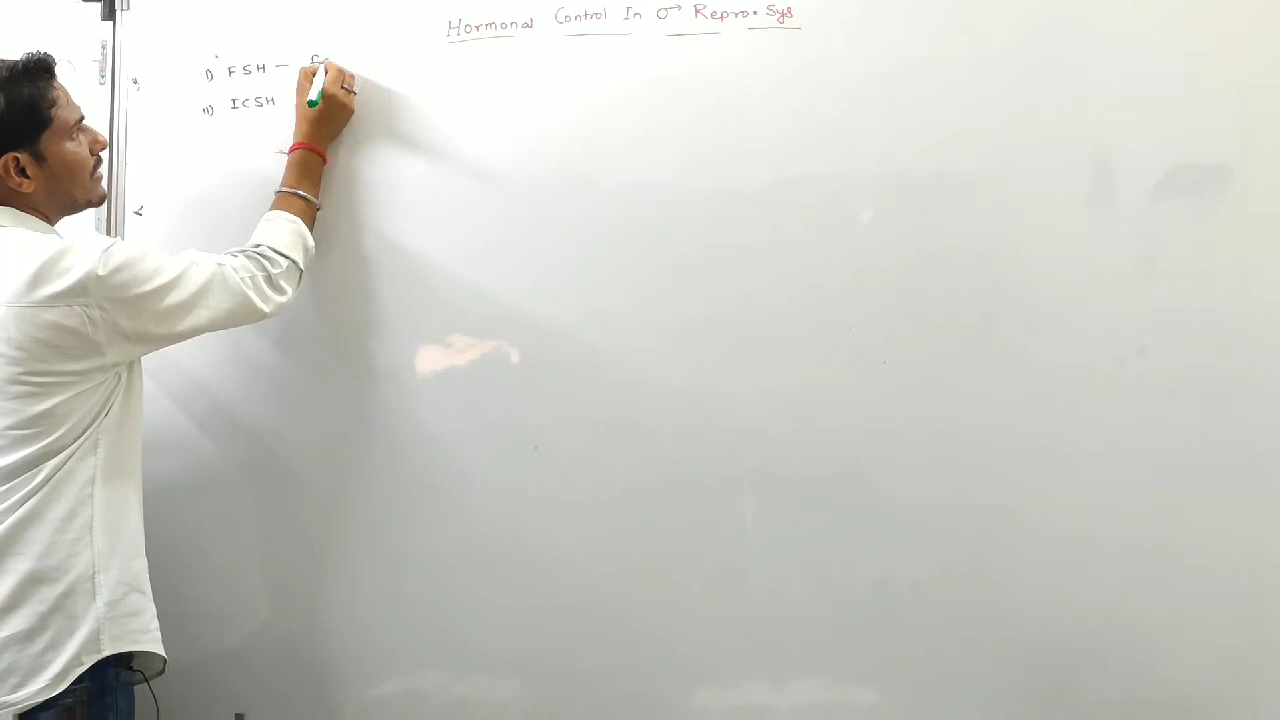 Hormonal Control In ♂ Repro. Sys
i) FSH —
ii) ICSH